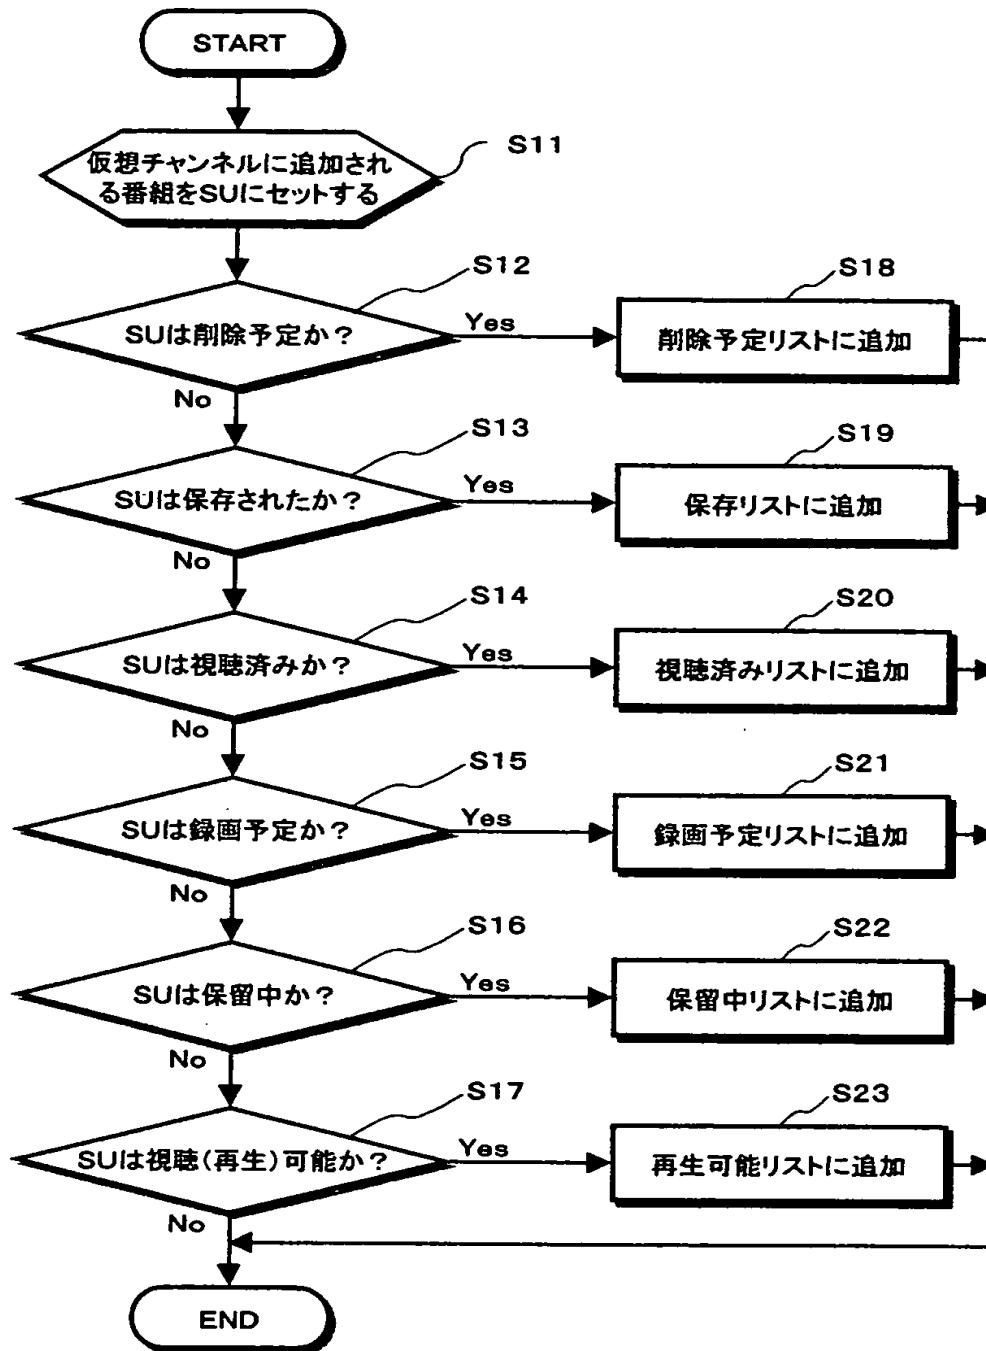 START
仮想チャンネルに追加され
る番組をSUにセットする
S11
S12
SUは削除予定か？
Yes
No
S18
削除予定リストに追加
S13
SUは保存されたか？
Yes
No
S19
保存リストに追加
S14
SUは視聴済みか？
Yes
No
S20
視聴済みリストに追加
S15
SUは録画予定か？
Yes
No
S21
録画予定リストに追加
S16
SUは保留中か？
Yes
No
S22
保留中リストに追加
S17
SUは視聴(再生)可能か？
Yes
No
S23
再生可能リストに追加
END